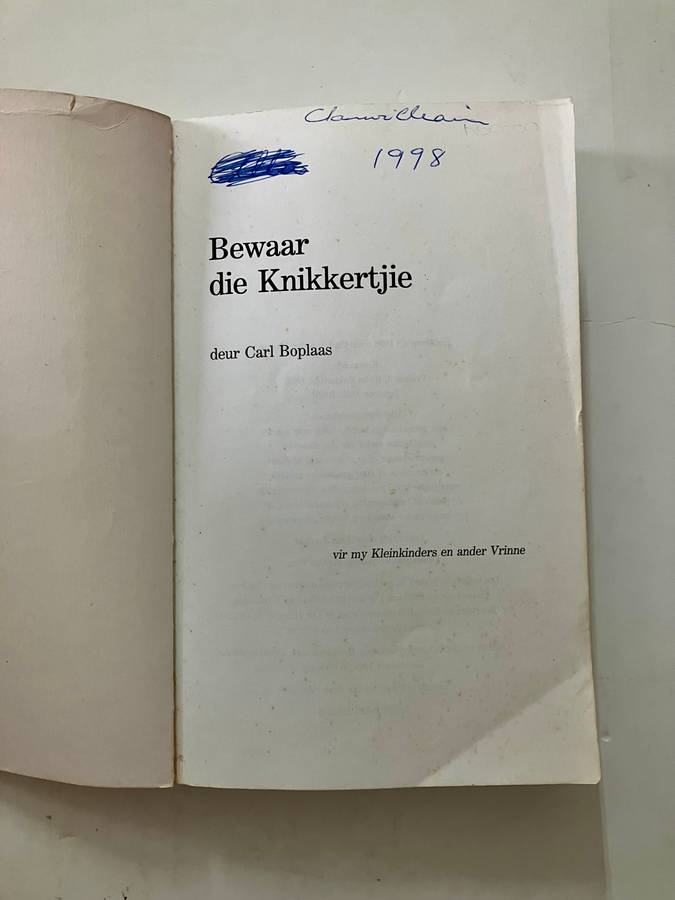 Clanwilliam
1998
Bewaar
die Knikkertjie
deur Carl Boplaas
vir my Kleinkinders en ander Vrinne